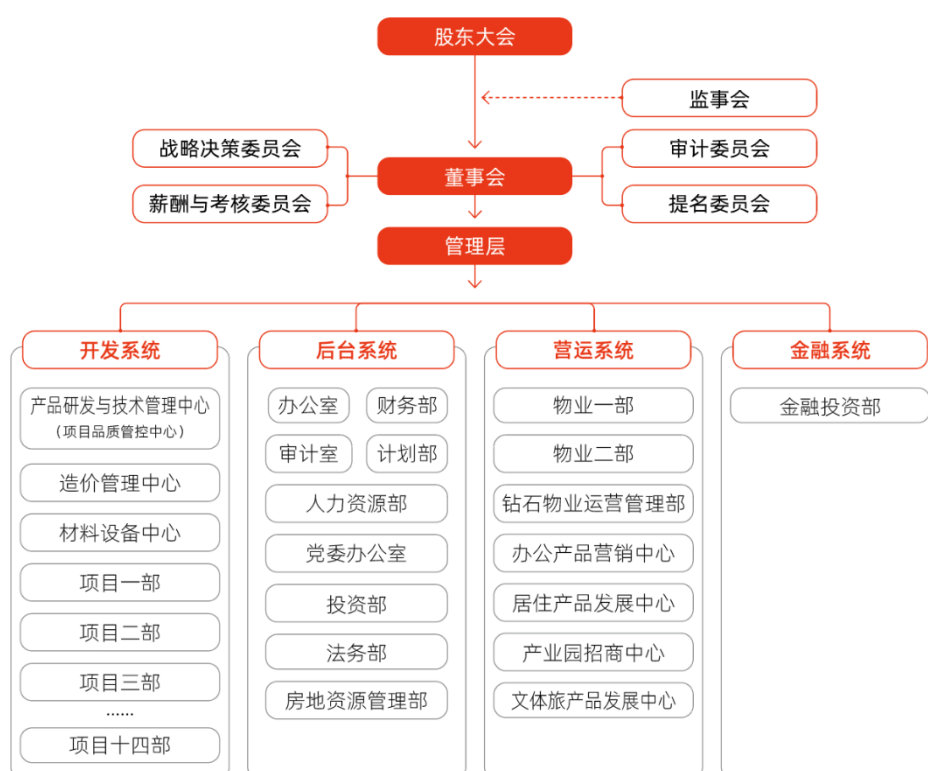 股东大会
监事会
战略决策委员会
审计委员会
董事会
薪酬与考核委员会
提名委员会
管理层
开发系统
产品研发与技术管理中心
（项目品质管控中心）
造价管理中心
材料设备中心
项目一部
项目二部
项目三部
……
项目十四部
后台系统
办公室
财务部
审计室
计划部
人力资源部
党委办公室
投资部
法务部
房地资源管理部
营运系统
物业一部
物业二部
钻石物业运营管理部
办公产品营销中心
居住产品发展中心
产业园招商中心
文体旅产品发展中心
金融系统
金融投资部